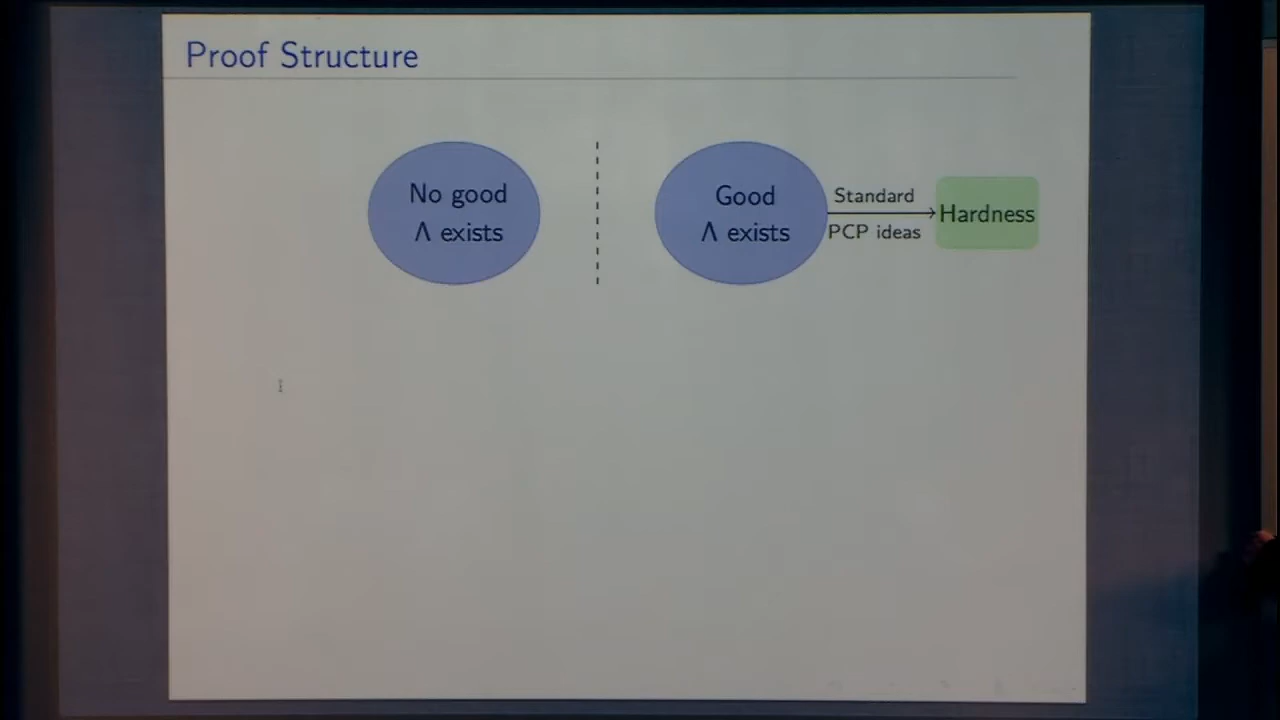 Proof Structure
No good
Λ exists
Good
Λ exists
Standard
PCP ideas
Hardness